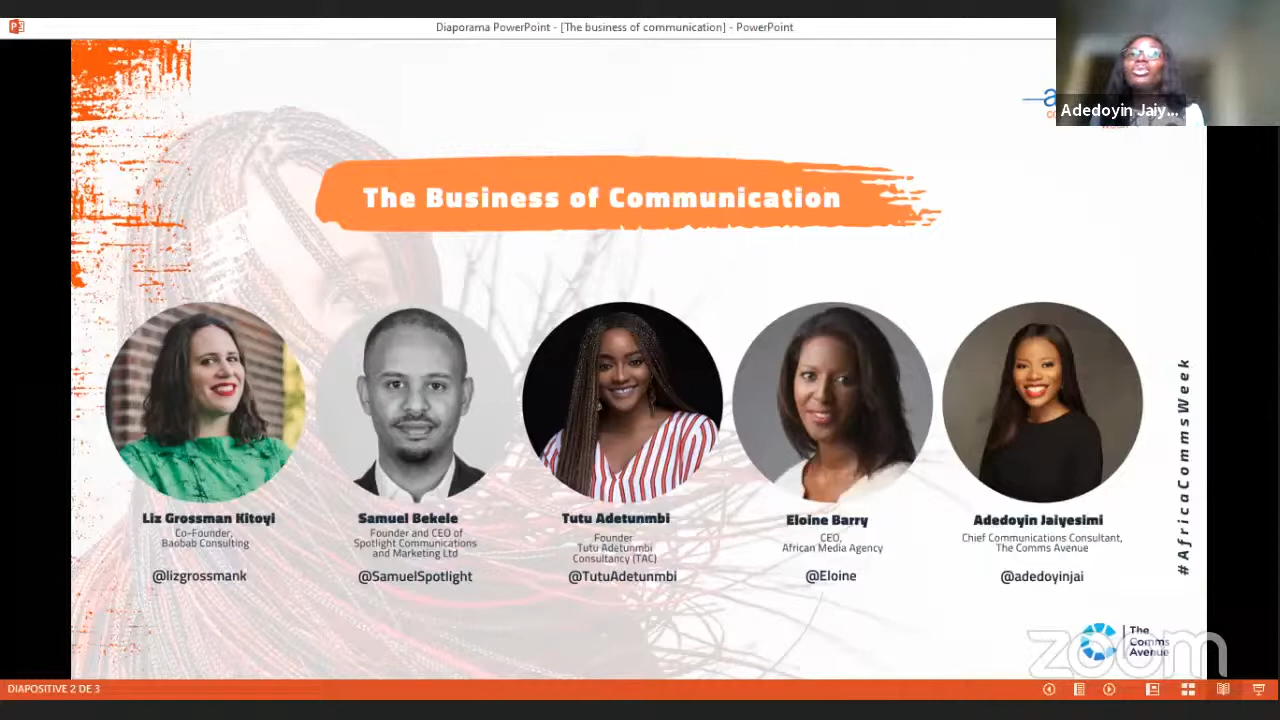 Diaporama PowerPoint - [The business of communication] - PowerPoint
Adedoyin Jaiy...
The Business of Communication
Liz Grossman Kitoyi
Co-Founder,
Baobab Consulting
@lizgrossmank
Samuel Bekele
Founder and CEO of
Spotlight Communications
and Marketing Ltd
@SamuelSpotlight
Tutu Adetunmbi
Founder
Tutu Adetunmbi
Consultancy (TAC)
@TutuAdetunmbi
Eloine Barry
CEO,
African Media Agency
@Eloine
Adedoyin Jaiyesimi
Chief Communications Consultant,
The Comms Avenue
@adedoyinjai
#AfricaCommsWeek
The
Comms
Avenue
zoom
DIAPOSITIVE 2 DE 3